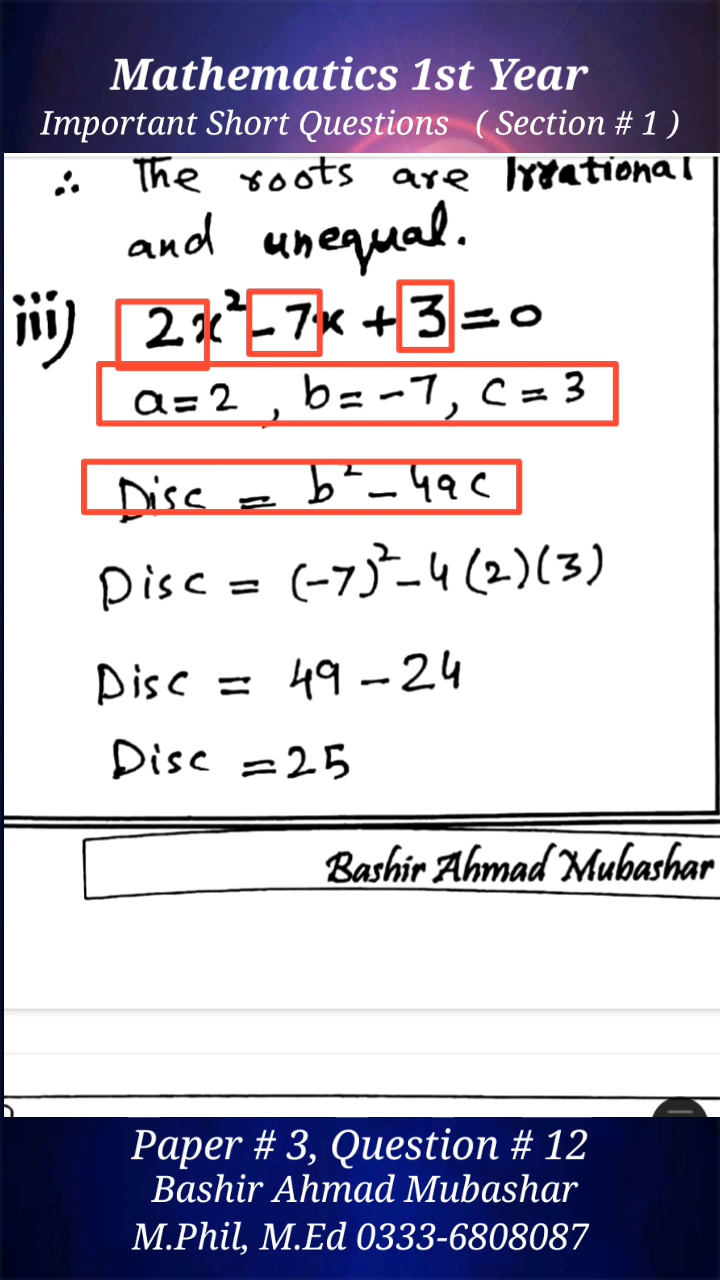 Mathematics 1st Year
Important Short Questions ( Section # 1 )
∴ The roots are Irrational
and unequal.
iii) 2x² - 7x + 3 = 0
a = 2 , b = -7, c = 3
Disc = b² - 4ac
Disc = (-7)² - 4(2)(3)
Disc = 49 - 24
Disc = 25
Bashir Ahmad Mubashar
Paper # 3, Question # 12
Bashir Ahmad Mubashar
M.Phil, M.Ed 0333-6808087